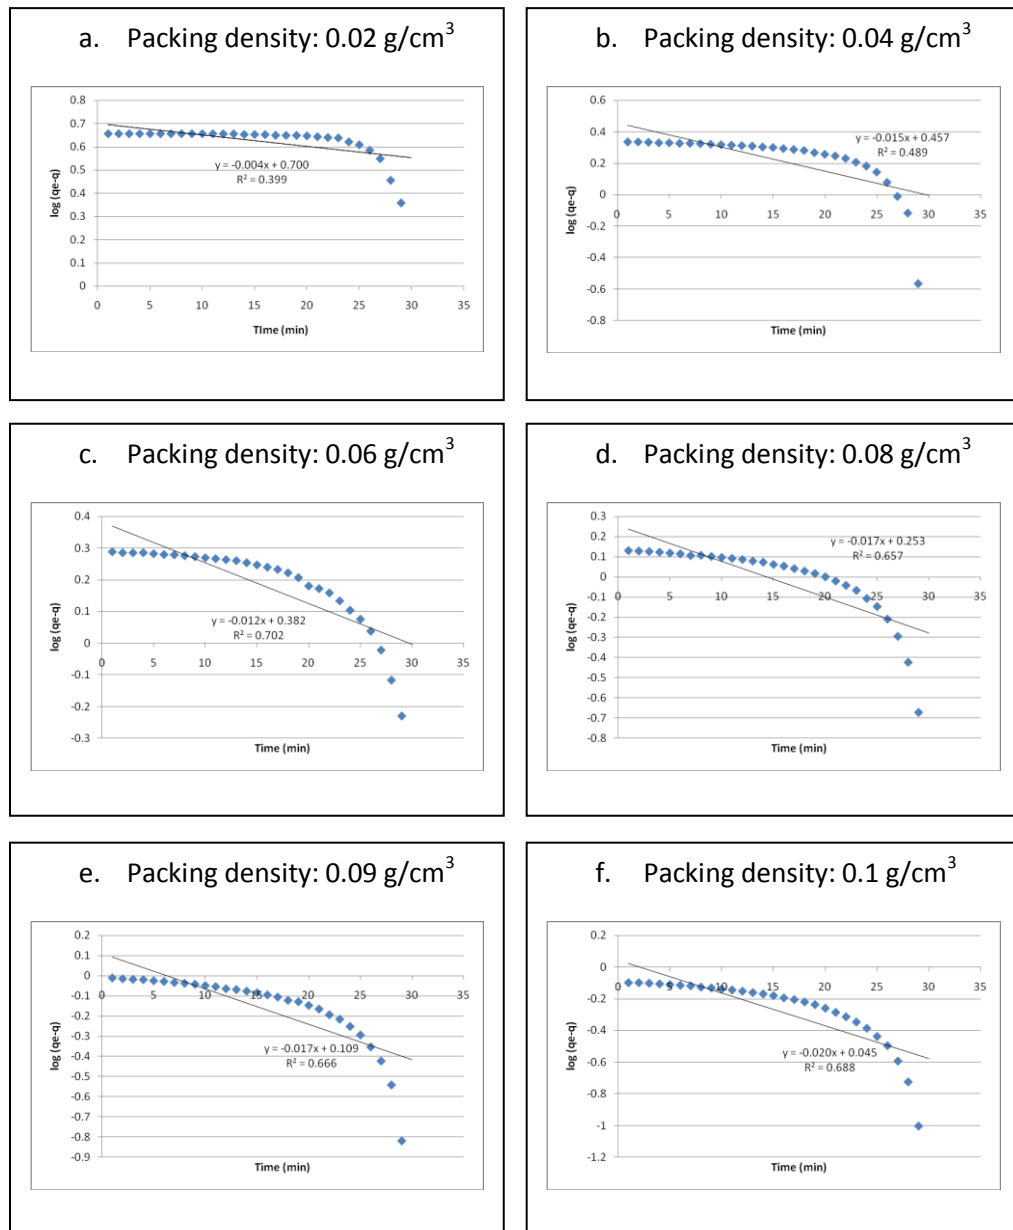 a. Packing density: 0.02 g/cm³
0.8
0.7
0.6
0.5
0.4
0.3
0.2
0.1
0
log (qe-q)
y = -0.004x + 0.700
R² = 0.399
0 5 10 15 20 25 30 35
TIme (min)
b. Packing density: 0.04 g/cm³
0.6
0.4
0.2
0
-0.2
-0.4
-0.6
-0.8
log (qe-q)
y = -0.015x + 0.457
R² = 0.489
0 5 10 15 20 25 30 35
Time (min)
c. Packing density: 0.06 g/cm³
0.4
0.3
0.2
0.1
0
-0.1
-0.2
-0.3
log (qe-q)
y = -0.012x + 0.382
R² = 0.702
0 5 10 15 20 25 30 35
Time (min)
d. Packing density: 0.08 g/cm³
0.3
0.2
0.1
0
-0.1
-0.2
-0.3
-0.4
-0.5
-0.6
-0.7
-0.8
log (qe-q)
y = -0.017x + 0.253
R² = 0.657
0 5 10 15 20 25 30 35
Time (min)
e. Packing density: 0.09 g/cm³
0.2
0.1
0
-0.1
-0.2
-0.3
-0.4
-0.5
-0.6
-0.7
-0.8
-0.9
log (qe-q)
0 5 10 15 20 25 30 35
y = -0.017x + 0.109
R² = 0.666
Time (min)
f. Packing density: 0.1 g/cm³
0.2
0
-0.2
-0.4
-0.6
-0.8
-1
-1.2
log (qe-q)
0 5 10 15 20 25 30 35
y = -0.020x + 0.045
R² = 0.688
Time (min)